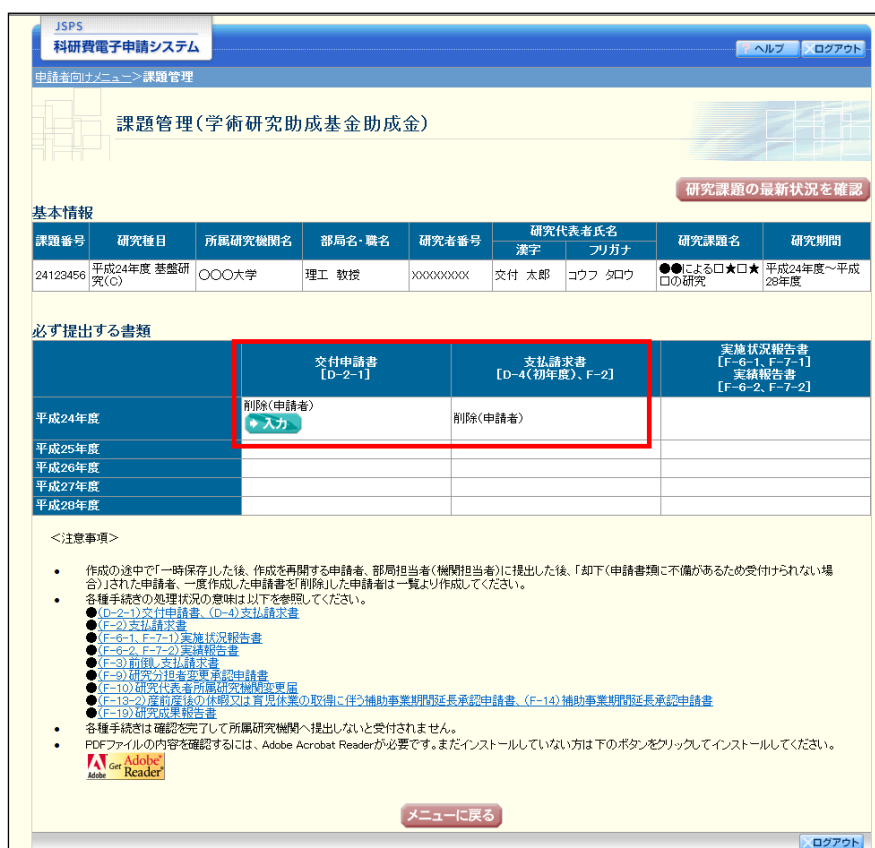 JSPS
科研費電子申請システム
? ヘルプ ×ログアウト
申請者向けメニュー>課題管理
課題管理(学術研究助成基金助成金)
研究課題の最新状況を確認
基本情報
課題番号 研究種目 所属研究機関名 部局名・職名 研究者番号 研究代表者氏名 研究課題名 研究期間
漢字 フリガナ
24123456 平成24年度 基盤研究(C) 〇〇〇大学 理工 教授 XXXXXXXXX 交付 太郎 コウフ タロウ ●●による□★□★□の研究 平成24年度～平成28年度
必ず提出する書類
交付申請書
[D-2-1]
支払請求書
[D-4(初年度)、F-2]
実施状況報告書
[F-6-1、F-7-1]
実績報告書
[F-6-2、F-7-2]
平成24年度 削除(申請者) 入力 削除(申請者)
平成25年度
平成26年度
平成27年度
平成28年度
<注意事項>
• 作成の途中で「一時保存」した後、作成を再開する申請者、部局担当者(機関担当者)に提出した後、「却下(申請書類に不備があるため受付けられない場
合)」された申請者、一度作成した申請書を「削除」した申請者は一覧より作成してください。
• 各種手続きの処理状況の意味は以下を参照してください。
●(D-2-1)交付申請書、(D-4)支払請求書
●(F-2)支払請求書
●(F-6-1、F-7-1)実施状況報告書
●(F-6-2、F-7-2)実績報告書
●(F-3)前倒し支払請求書
●(F-9)研究分担者変更承認申請書
●(F-10)研究代表者所属研究機関変更届
●(F-13-2)産前産後の休暇又は育児休業の取得に伴う補助事業期間延長承認申請書、(F-14)補助事業期間延長承認申請書
●(F-19)研究成果報告書
• 各種手続きは確認を完了して所属研究機関へ提出しないと受付されません。
• PDFファイルの内容を確認するには、Adobe Acrobat Readerが必要です。まだインストールしていない方は下のボタンをクリックしてインストールしてください。
Adobe Get Adobe Reader
メニューに戻る
×ログアウト